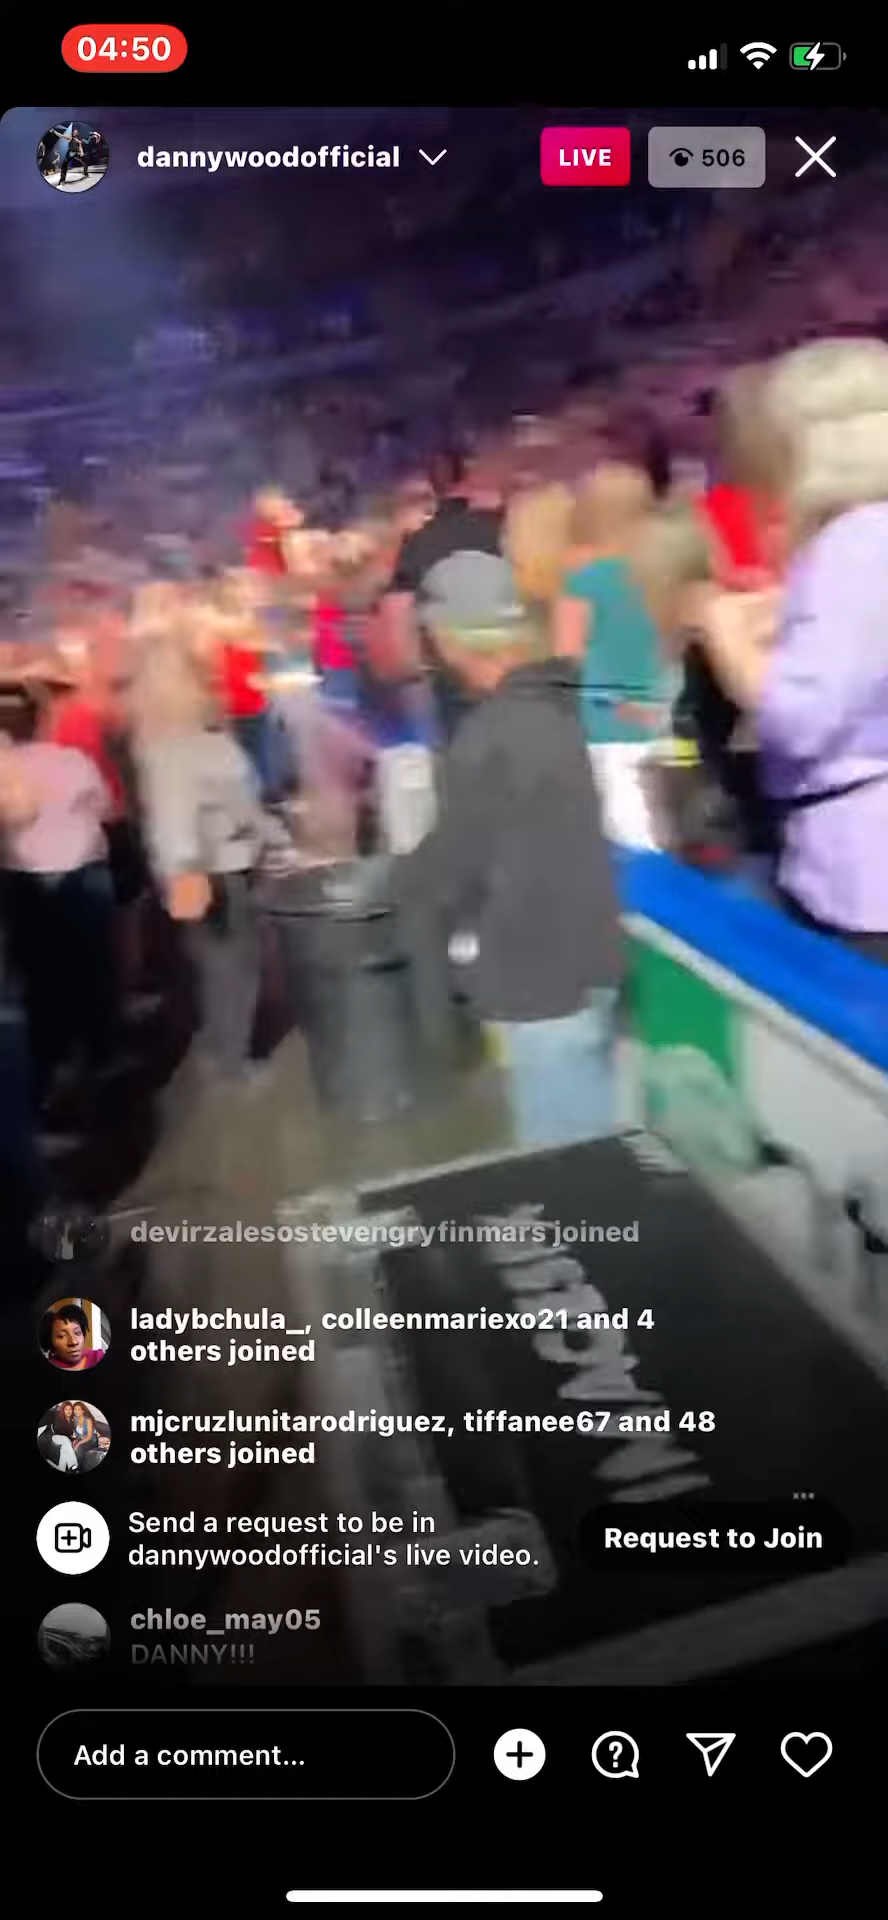 04:50
dannywoodofficial
LIVE
506
devirzalesostevengryfinmars joined
ladybchula_, colleenmariexo21 and 4
others joined
mjcruzlunitarodriguez, tiffanee67 and 48
others joined
Send a request to be in
dannywoodofficial's live video.
Request to Join
chloe_may05
DANNY!!!
Add a comment...